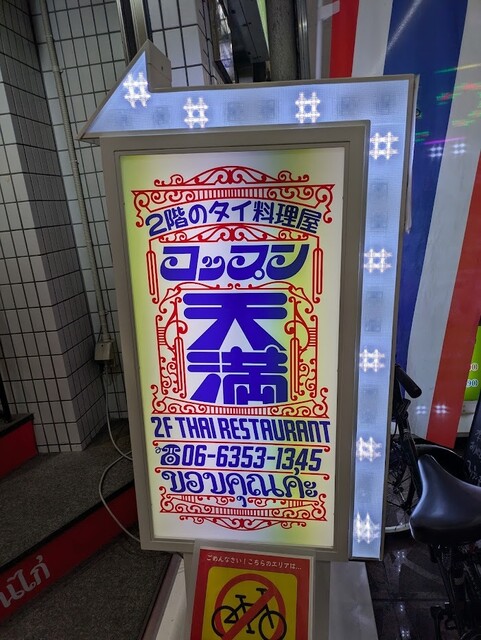 2階のタイ料理屋
コップン
天満
2F THAI RESTAURANT
☎06-6353-1345
ขอบคุณค่ะ
ごめんなさい！こちらのエリアは...